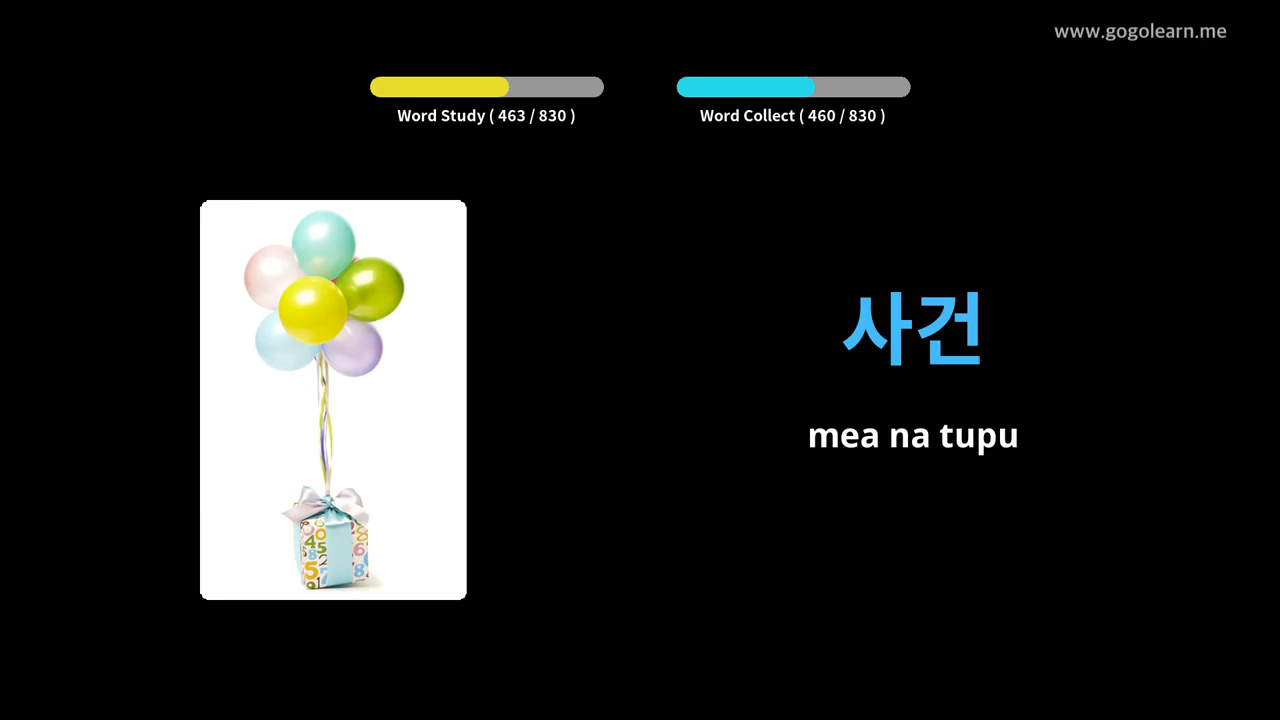 www.gogolearn.me
Word Study ( 463 / 830 )
Word Collect ( 460 / 830 )
사건
mea na tupu